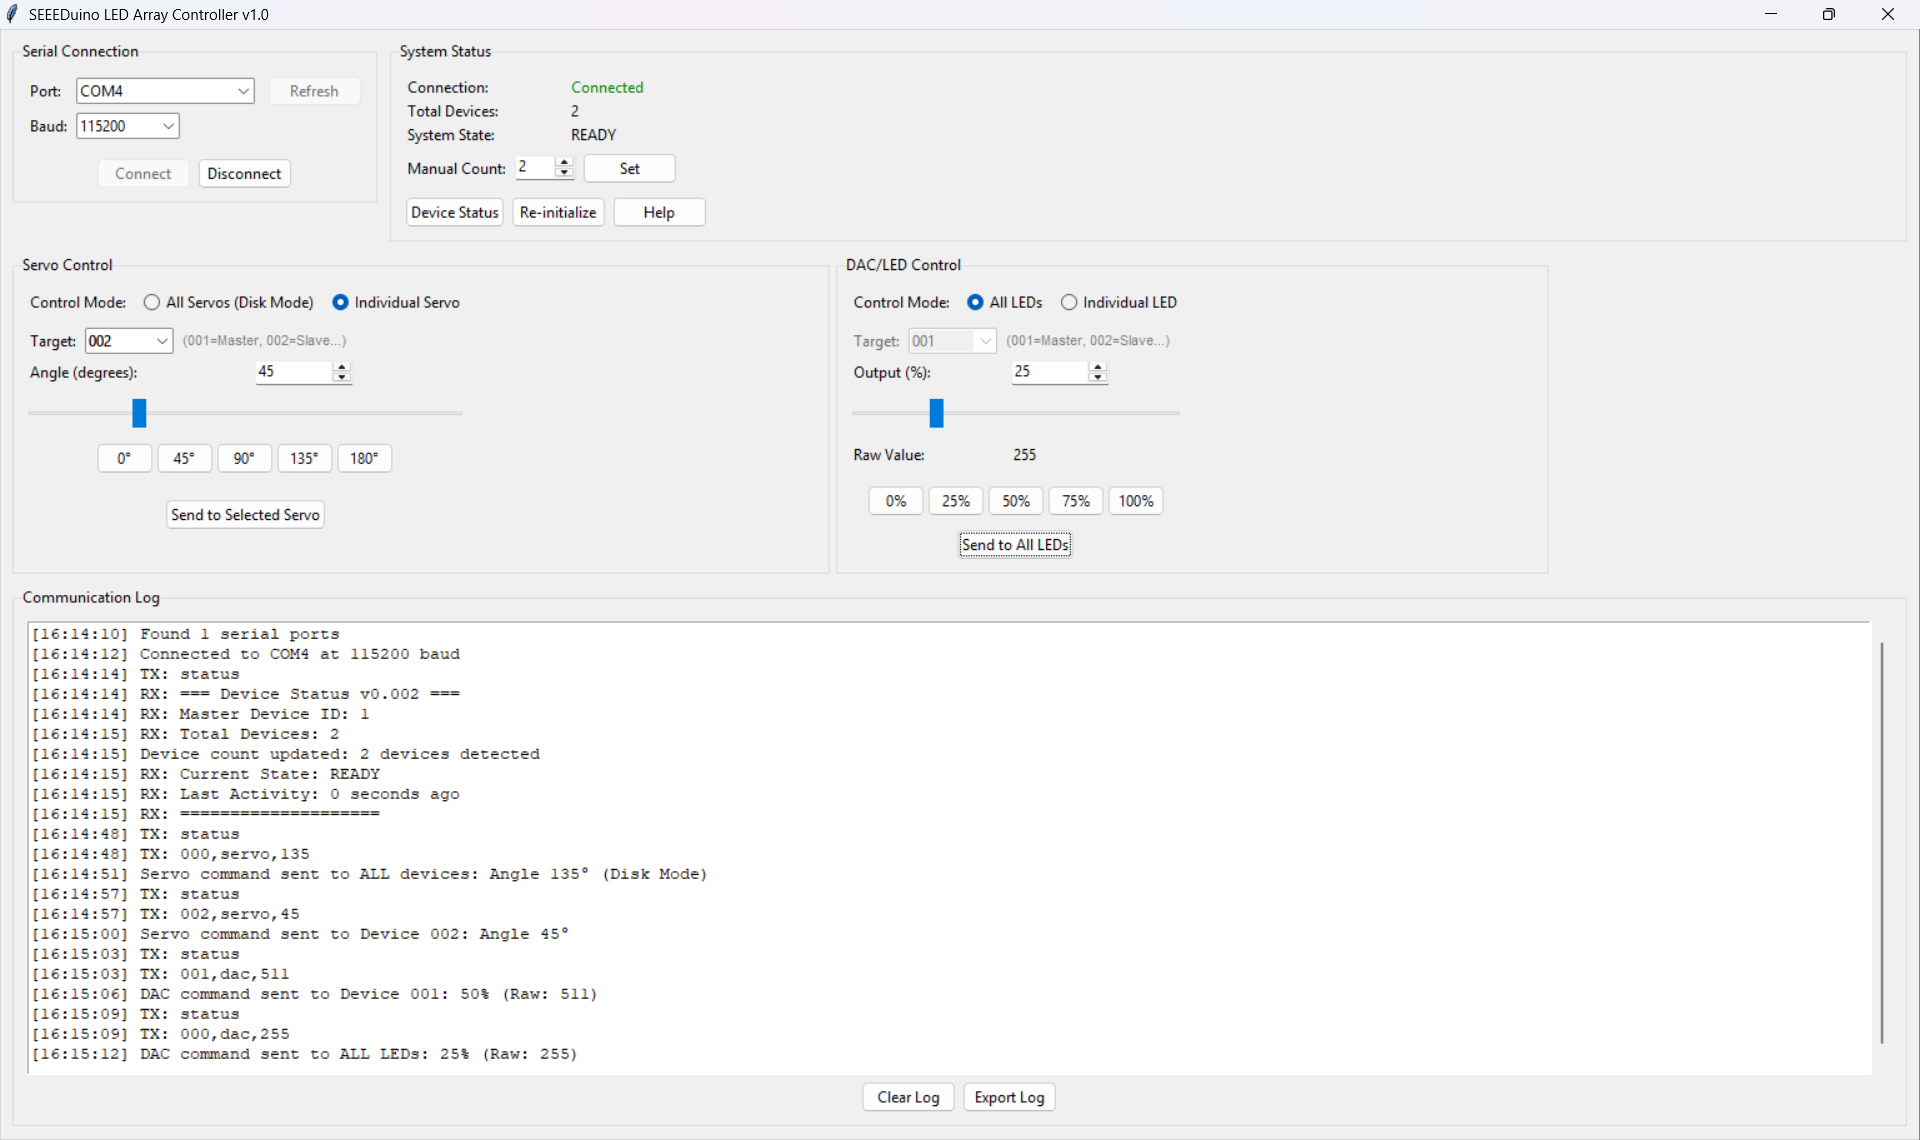 SEEEDuino LED Array Controller v1.0
Serial Connection
Port: COM4 Refresh
Baud: 115200
Connect Disconnect
System Status
Connection: Connected
Total Devices: 2
System State: READY
Manual Count: 2 Set
Device Status Re-initialize Help
Servo Control
Control Mode: All Servos (Disk Mode) Individual Servo
Target: 002 (001=Master, 002=Slave...)
Angle (degrees): 45
0° 45° 90° 135° 180°
Send to Selected Servo
DAC/LED Control
Control Mode: All LEDs Individual LED
Target: 001 (001=Master, 002=Slave...)
Output (%): 25
Raw Value: 255
0% 25% 50% 75% 100%
Send to All LEDs
Communication Log
[16:14:10] Found 1 serial ports
[16:14:12] Connected to COM4 at 115200 baud
[16:14:14] TX: status
[16:14:14] RX: === Device Status v0.002 ===
[16:14:14] RX: Master Device ID: 1
[16:14:15] RX: Total Devices: 2
[16:14:15] Device count updated: 2 devices detected
[16:14:15] RX: Current State: READY
[16:14:15] RX: Last Activity: 0 seconds ago
[16:14:15] RX: ====================
[16:14:48] TX: status
[16:14:48] TX: 000,servo,135
[16:14:51] Servo command sent to ALL devices: Angle 135° (Disk Mode)
[16:14:57] TX: status
[16:14:57] TX: 002,servo,45
[16:15:00] Servo command sent to Device 002: Angle 45°
[16:15:03] TX: status
[16:15:03] TX: 001,dac,511
[16:15:06] DAC command sent to Device 001: 50% (Raw: 511)
[16:15:09] TX: status
[16:15:09] TX: 000,dac,255
[16:15:12] DAC command sent to ALL LEDs: 25% (Raw: 255)
Clear Log Export Log